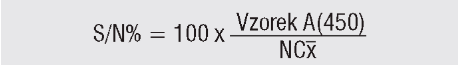 S/N% = 100 x Vzorek A(450)
NCx̅